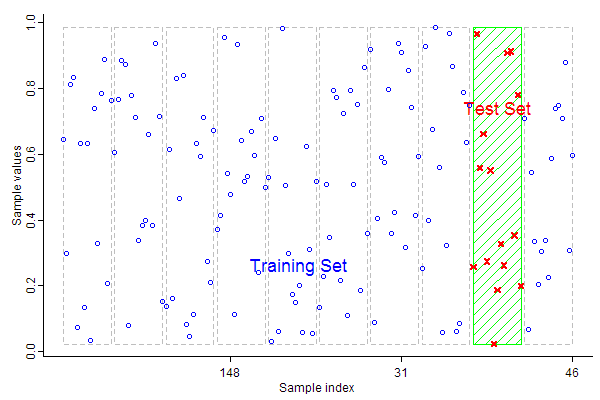 1.0
0.8
0.6
0.4
0.2
0.0
Sample values
Test Set
Training Set
148
31
46
Sample index